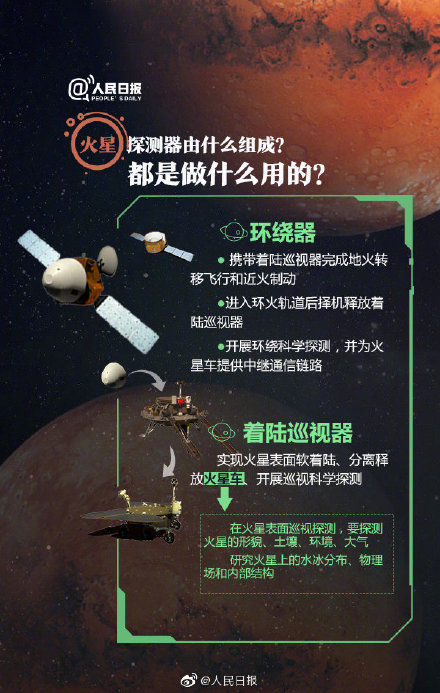 @人民日报
PEOPLE'S DAILY
火星 探测器由什么组成?
都是做什么用的?
环绕器
● 携带着陆巡视器完成地火转
移飞行和近火制动
●进入环火轨道后择机释放着
陆巡视器
●开展环绕科学探测，并为火
星车提供中继通信链路
着陆巡视器
实现火星表面软着陆、分离释
放火星车、开展巡视科学探测
在火星表面巡视探测，要探测
火星的形貌、土壤、环境、大气
研究火星上的水冰分布、物理
场和内部结构
@人民日报